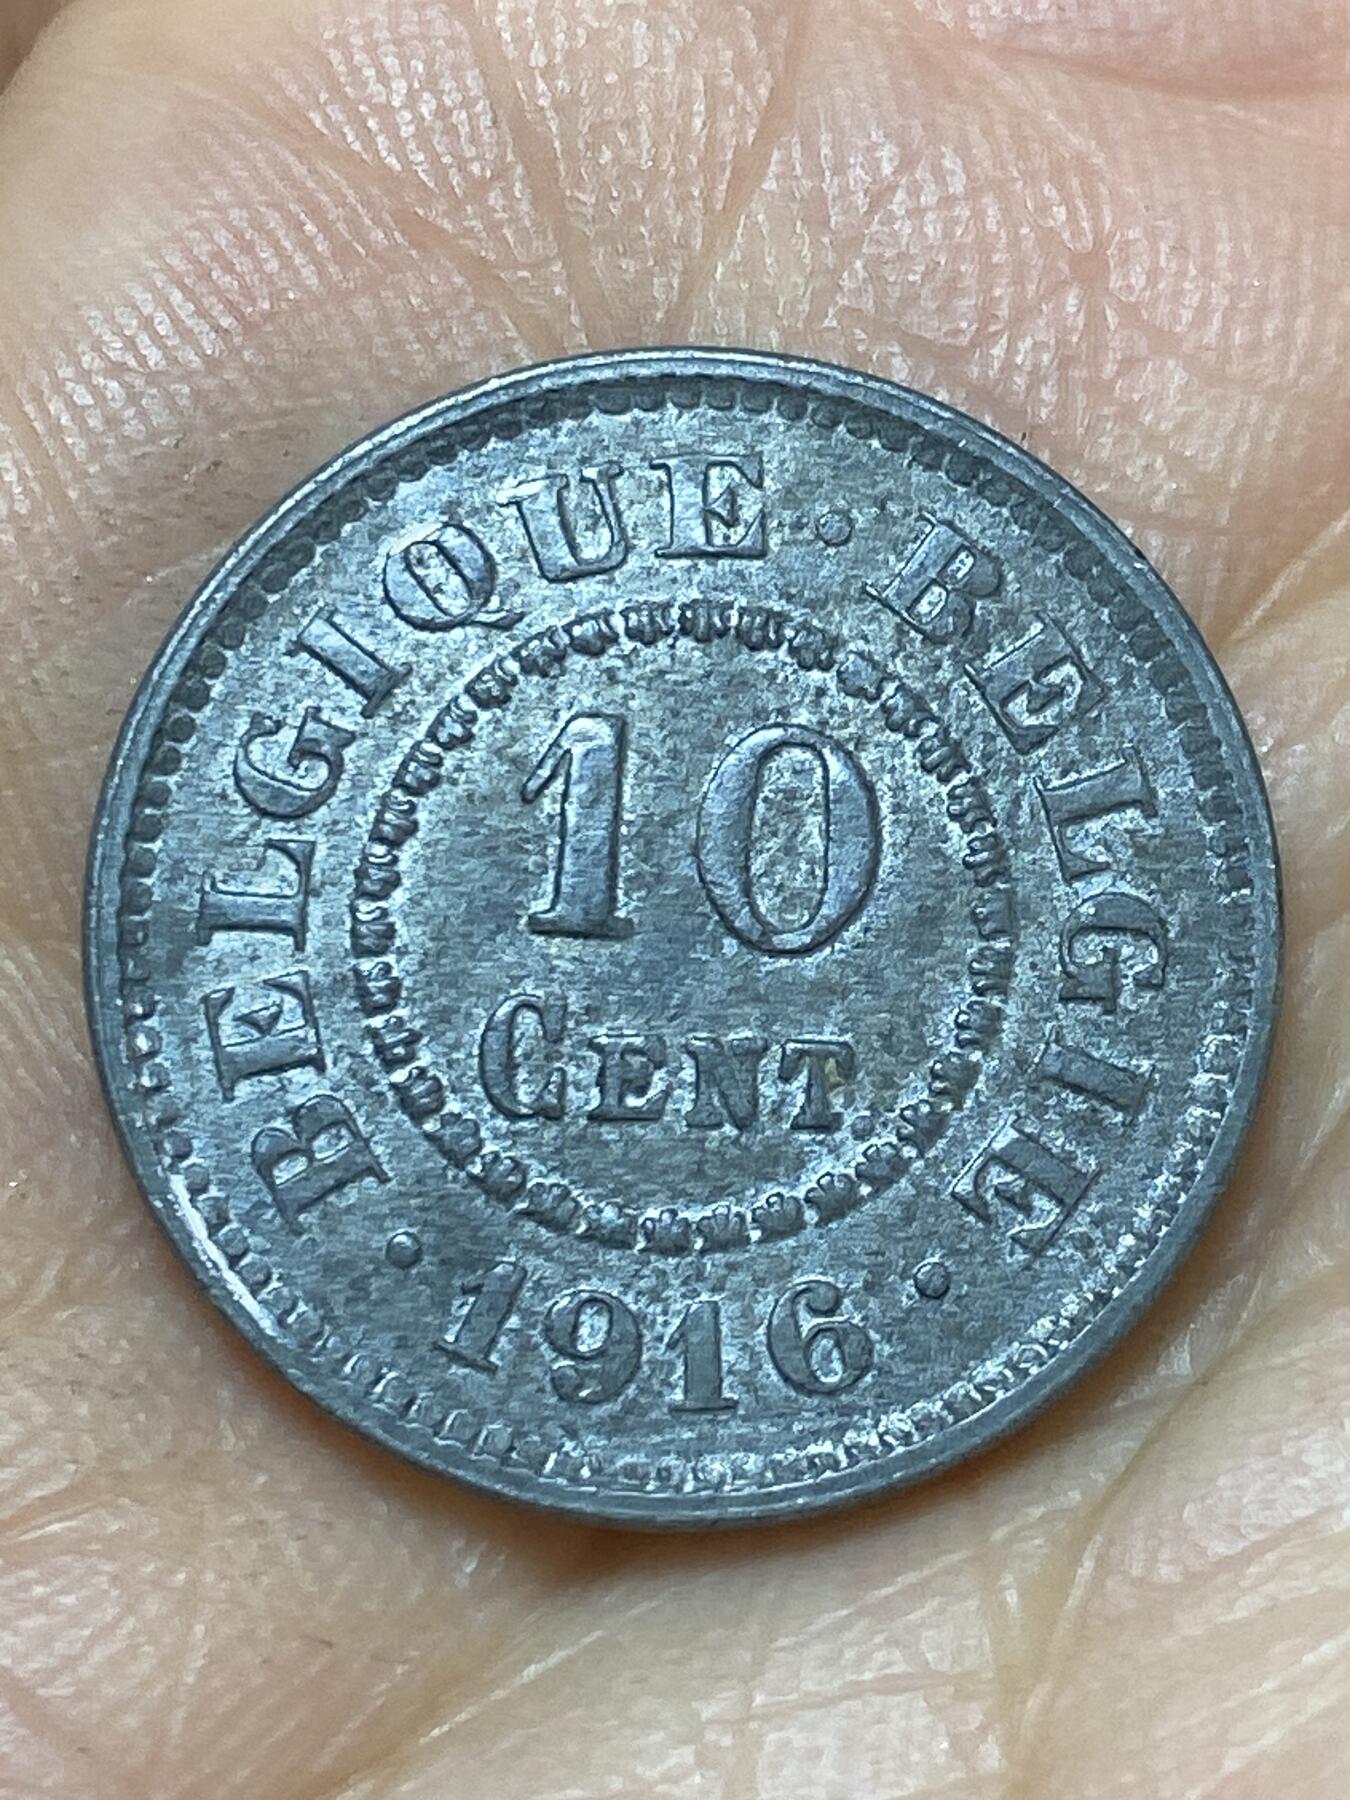 BELGIQUE · BELGIE
10
CENT.
· 1916 ·